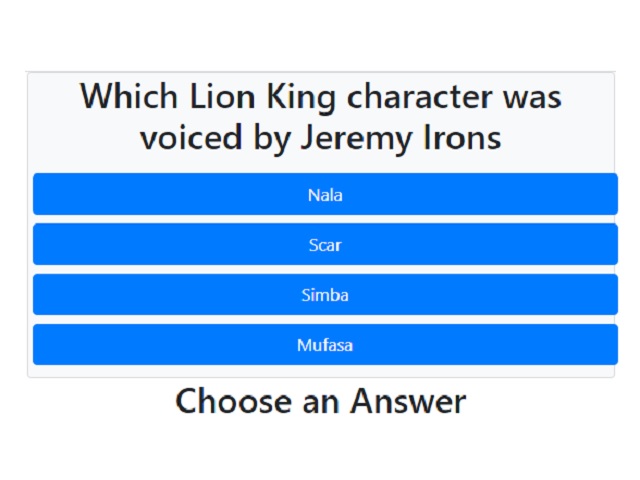 Which Lion King character was
voiced by Jeremy Irons
Nala
Scar
Simba
Mufasa
Choose an Answer